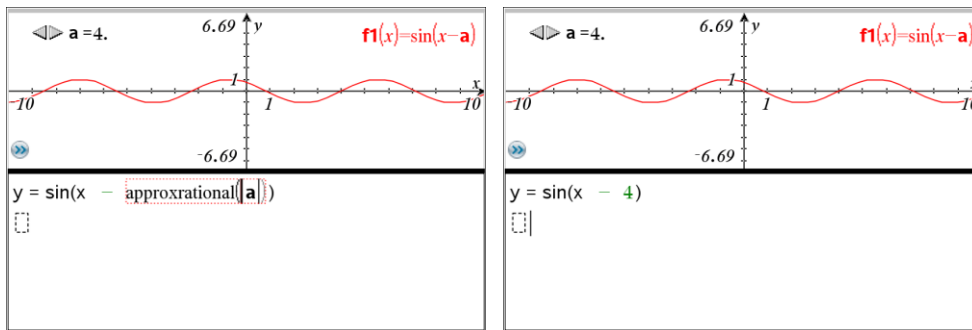 a =4.
6.69
y
f1(x)=sin(x-a)
1
x
-10
1
10
-6.69
y = sin(x - approxrational(|a|))
a =4.
6.69
y
f1(x)=sin(x-a)
1
-10
1
10
-6.69
y = sin(x - 4)